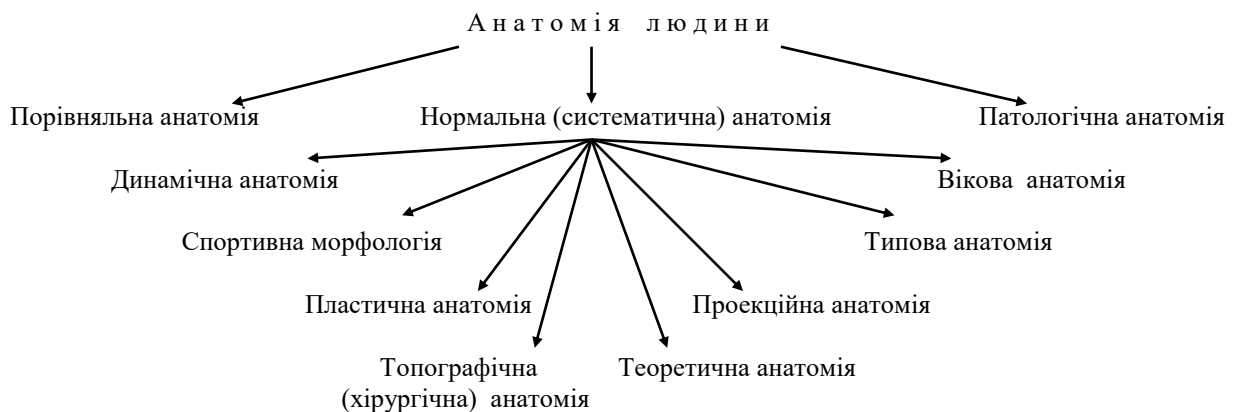 Анатомія людини
Порівняльна анатомія
Нормальна (систематична) анатомія
Патологічна анатомія
Динамічна анатомія
Вікова анатомія
Спортивна морфологія
Типова анатомія
Пластична анатомія
Проекційна анатомія
Топографічна
(хірургічна) анатомія
Теоретична анатомія